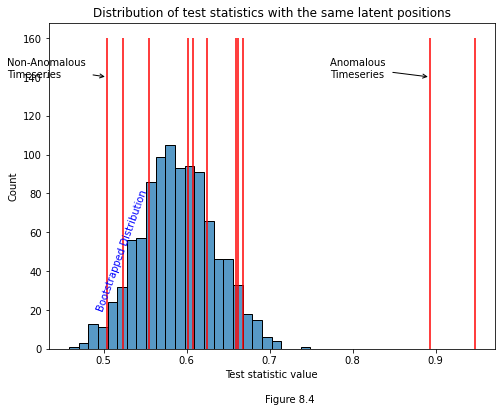 Distribution of test statistics with the same latent positions
160
Non-Anomalous
Timeseries
Anomalous
Timeseries
140
120
100
80
60
40
20
0
Count
Bootstrapped Distribution
0.5
0.6
0.7
0.8
0.9
Test statistic value
Figure 8.4